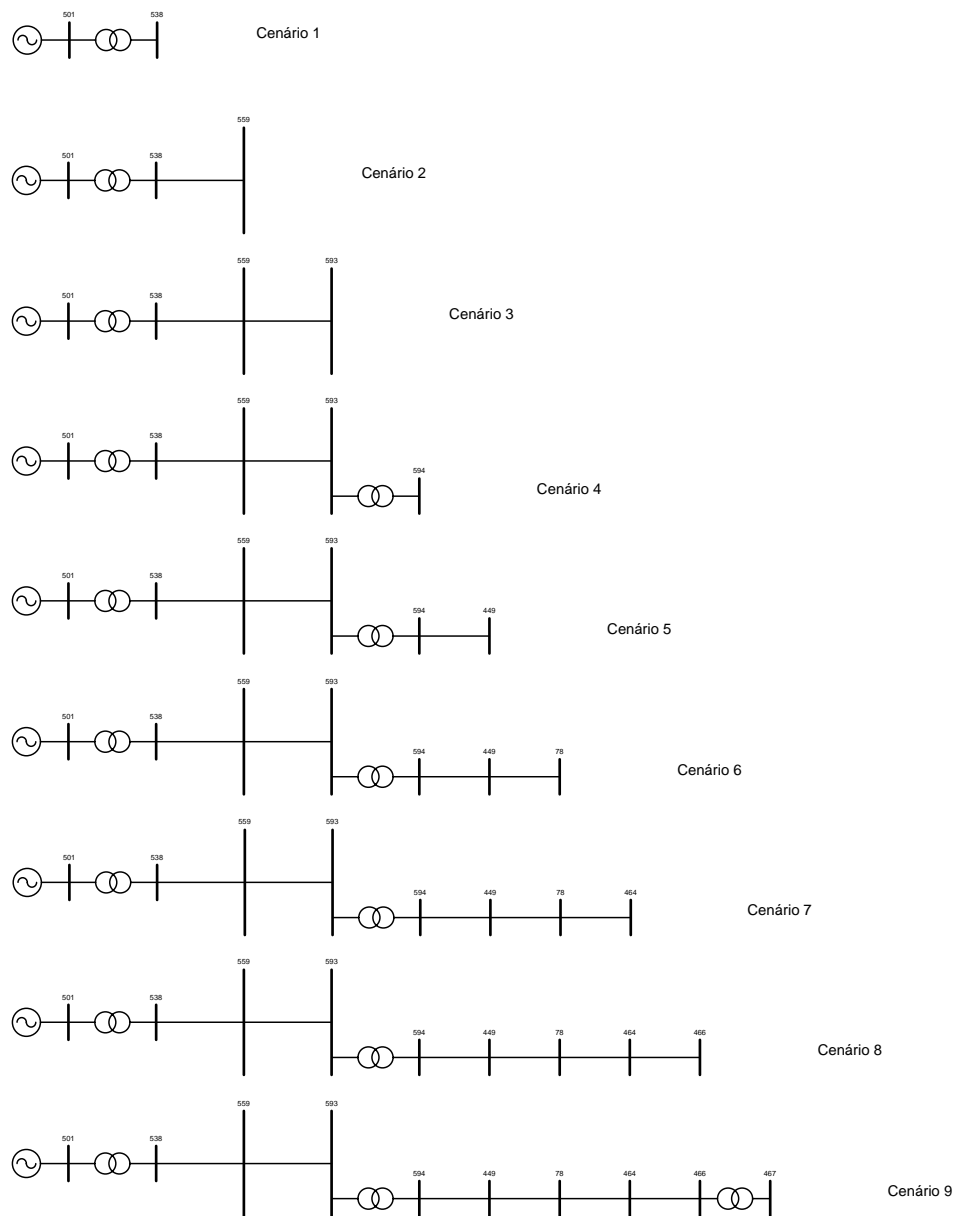 501 538 Cenário 1
559
501 538 Cenário 2
559 593
501 538 Cenário 3
559 593
501 538
594 Cenário 4
559 593
501 538
594 449 Cenário 5
559 593
501 538
594 449 78 Cenário 6
559 593
501 538
594 449 78 464 Cenário 7
559 593
501 538
594 449 78 464 466 Cenário 8
559 593
501 538
594 449 78 464 466 467 Cenário 9